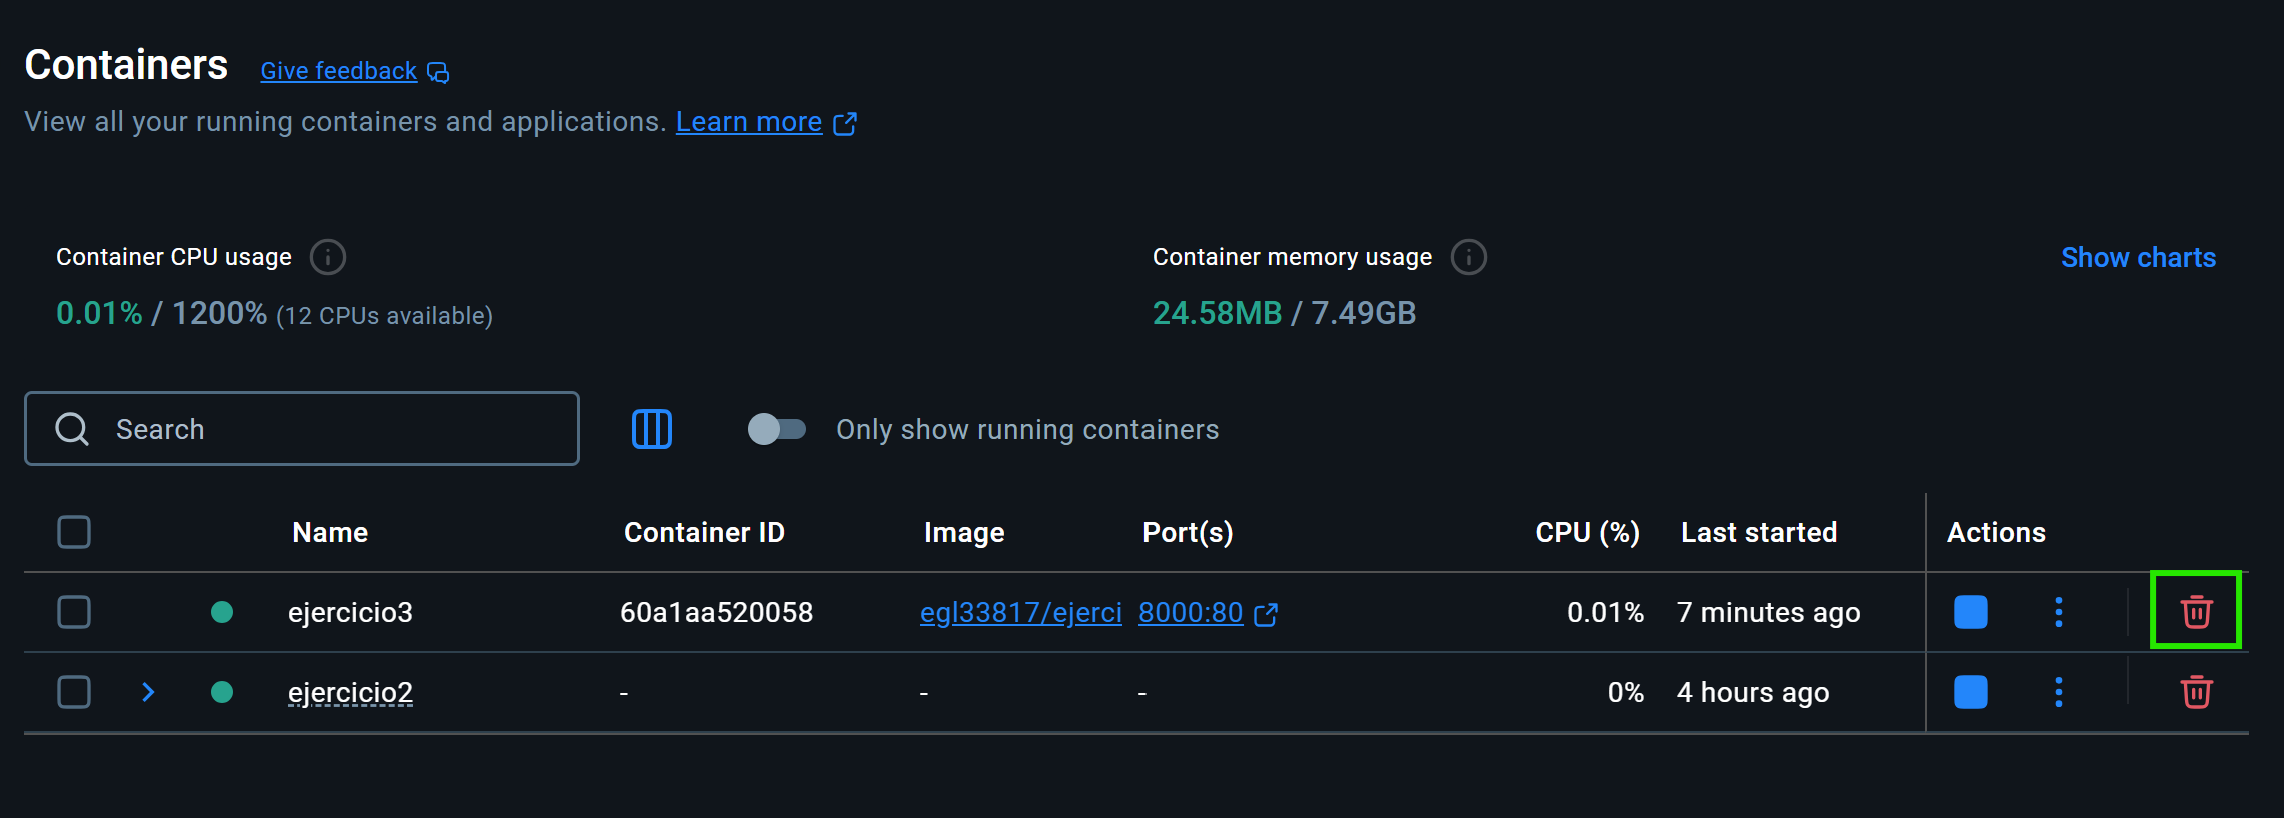 Containers Give feedback
View all your running containers and applications. Learn more
Container CPU usage Container memory usage Show charts
0.01% / 1200% (12 CPUs available) 24.58MB / 7.49GB
Search Only show running containers
Name Container ID Image Port(s) CPU (%) Last started Actions
ejercicio3 60a1aa520058 egl33817/ejerci 8000:80 0.01% 7 minutes ago
ejercicio2 - - - 0% 4 hours ago